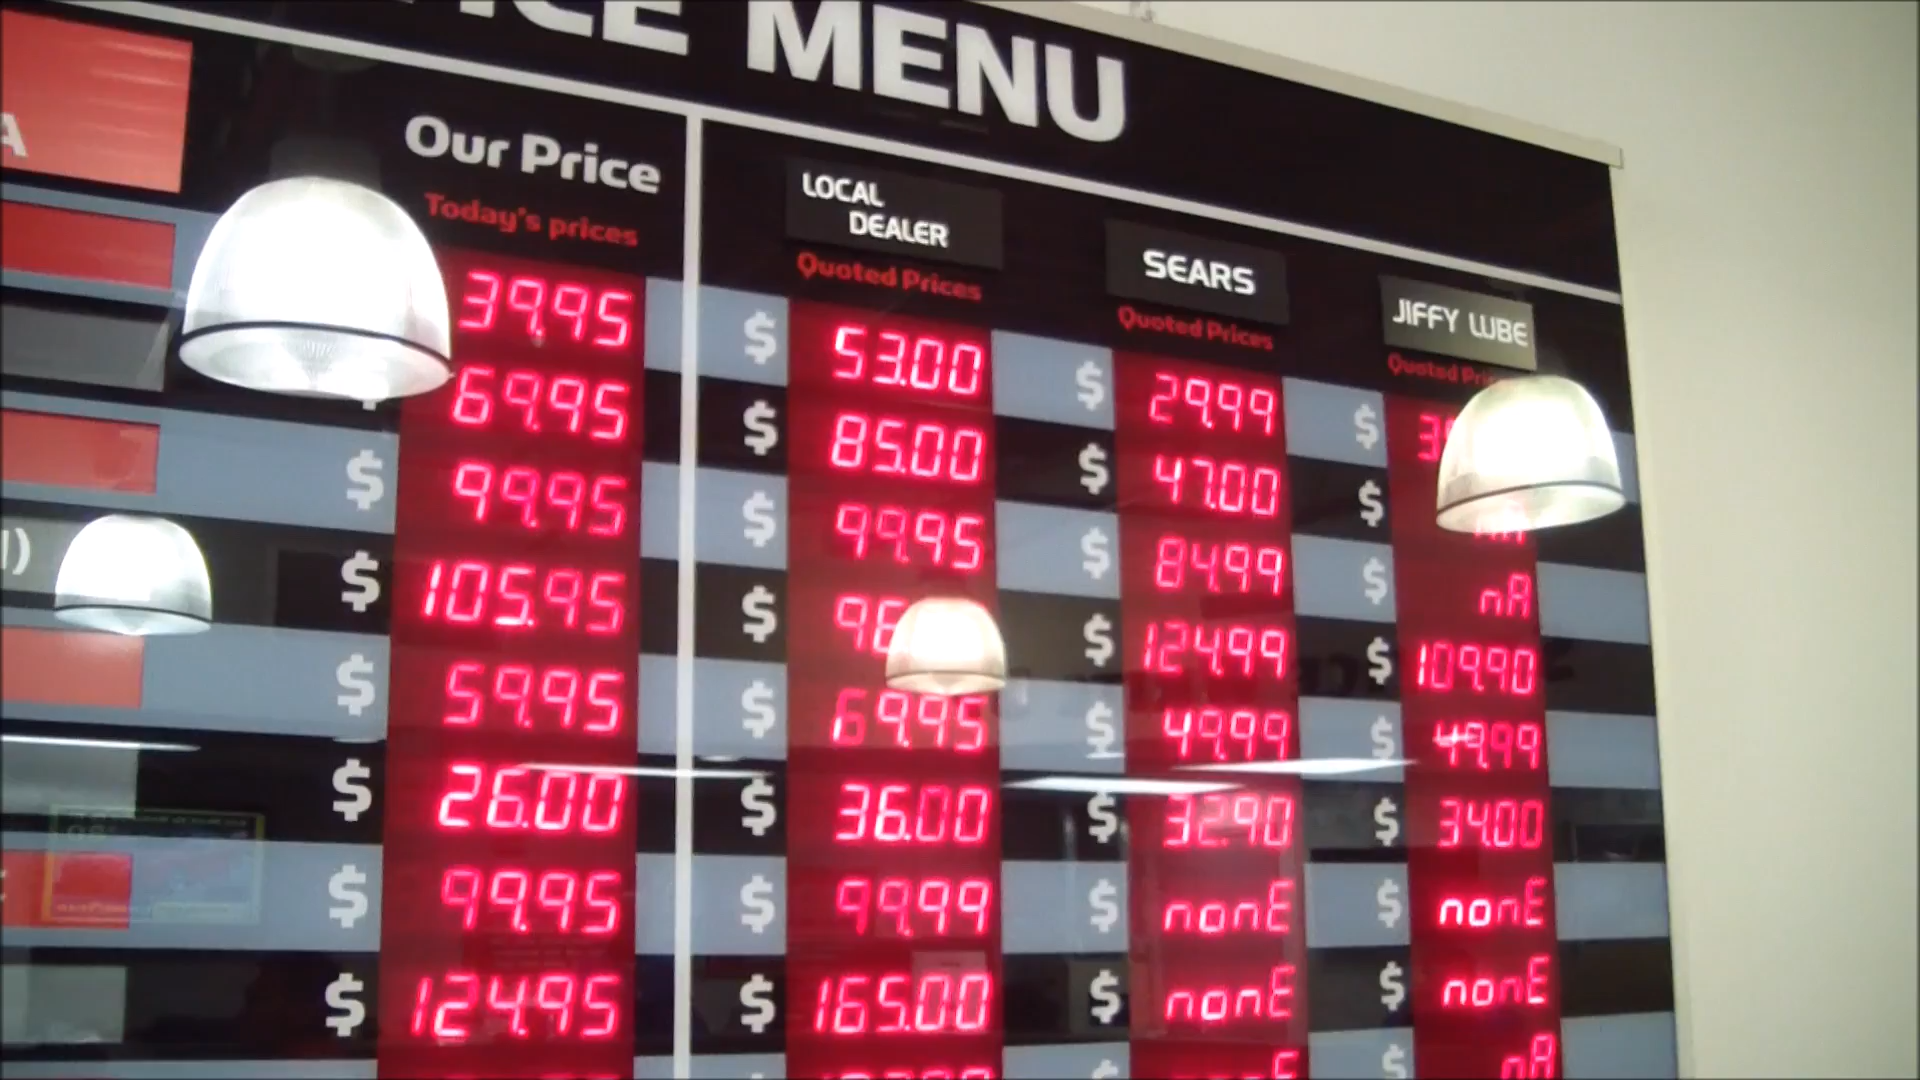 MENU
Our Price
Today's prices
LOCAL
DEALER
Quoted Prices
SEARS
Quoted Prices
JIFFY LUBE
Quoted
39.95 $ 53.00 $ 29.99 $
69.95 $ 85.00 $ 47.00 $
$ 99.95 $ 99.95 $ 84.99 $ nA
$ 105.95 $ $ 124.99 $ 109.90
$ 59.95 $ 69.95 $ 49.99 $ 49.99
$ 26.00 $ 36.00 $ 32.90 $ 34.00
$ 99.95 $ 99.99 $ nonE $ nonE
$ 124.95 $ 165.00 $ nonE $ nonE
$ nA